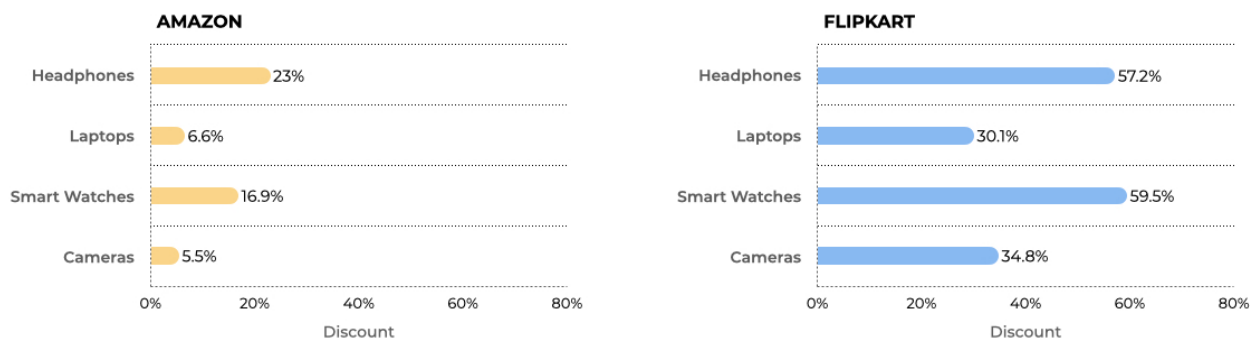 AMAZON
Headphones 23%
Laptops 6.6%
Smart Watches 16.9%
Cameras 5.5%
0% 20% 40% 60% 80%
Discount
FLIPKART
Headphones 57.2%
Laptops 30.1%
Smart Watches 59.5%
Cameras 34.8%
0% 20% 40% 60% 80%
Discount